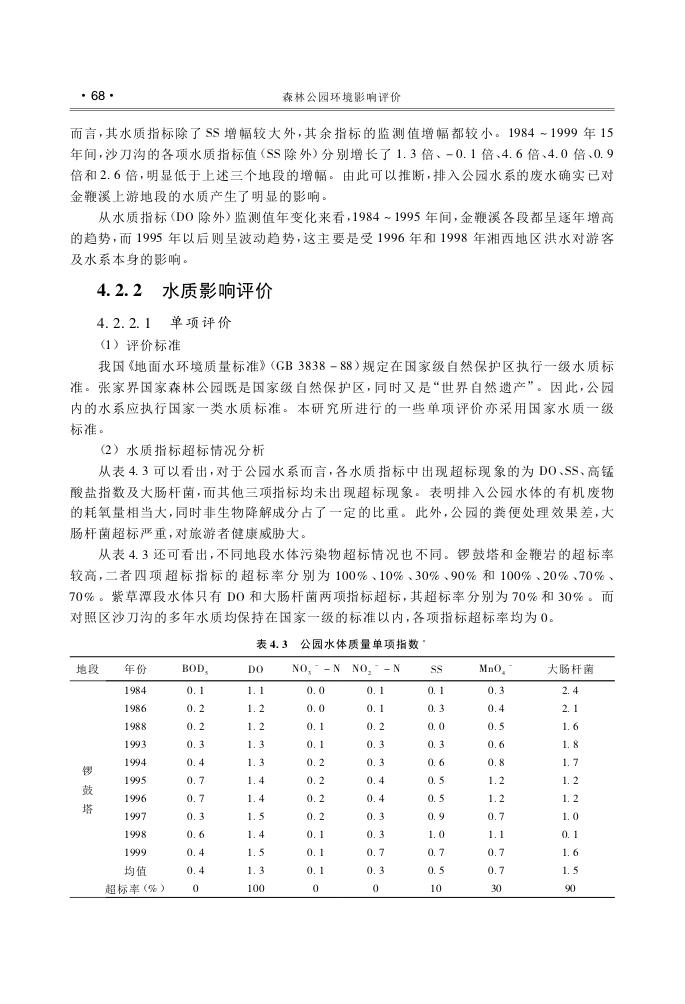 ·68·
森林公园环境影响评价
而言,其水质指标除了 SS 增幅较大外,其余指标的监测值增幅都较小。1984 ~ 1999 年 15
年间,沙刀沟的各项水质指标值(SS 除外)分别增长了 1.3 倍、-0.1 倍、4.6 倍、4.0 倍、0.9
倍和 2.6 倍,明显低于上述三个地段的增幅。由此可以推断,排入公园水系的废水确实已对
金鞭溪上游地段的水质产生了明显的影响。
从水质指标(DO 除外)监测值年变化来看,1984 ~ 1995 年间,金鞭溪各段都呈逐年增高
的趋势,而 1995 年以后则呈波动趋势,这主要是受 1996 年和 1998 年湘西地区洪水对游客
及水系本身的影响。
4.2.2 水质影响评价
4.2.2.1 单项评价
(1) 评价标准
我国《地面水环境质量标准》(GB 3838 - 88)规定在国家级自然保护区执行一级水质标
准。张家界国家森林公园既是国家级自然保护区,同时又是“世界自然遗产”。因此,公园
内的水系应执行国家一类水质标准。本研究所进行的一些单项评价亦采用国家水质一级
标准。
(2) 水质指标超标情况分析
从表 4.3 可以看出,对于公园水系而言,各水质指标中出现超标现象的为 DO、SS、高锰
酸盐指数及大肠杆菌,而其他三项指标均未出现超标现象。表明排入公园水体的有机废物
的耗氧量相当大,同时非生物降解成分占了一定的比重。此外,公园的粪便处理效果差,大
肠杆菌超标严重,对旅游者健康威胁大。
从表 4.3 还可看出,不同地段水体污染物超标情况也不同。锣鼓塔和金鞭岩的超标率
较高,二者四项超标指标的超标率分别为 100%、10%、30%、90% 和 100%、20%、70%、
70%。紫草潭段水体只有 DO 和大肠杆菌两项指标超标,其超标率分别为 70% 和 30%。而
对照区沙刀沟的多年水质均保持在国家一级的标准以内,各项指标超标率均为 0。
表 4.3 公园水体质量单项指数*
地段 年份 BOD₅ DO NO₃⁻-N NO₂⁻-N SS MnO₄⁻ 大肠杆菌
锣鼓塔
1984 0.1 1.1 0.0 0.1 0.1 0.3 2.4
1986 0.2 1.2 0.0 0.1 0.3 0.4 2.1
1988 0.2 1.2 0.1 0.2 0.0 0.5 1.6
1993 0.3 1.3 0.1 0.3 0.3 0.6 1.8
1994 0.4 1.3 0.2 0.3 0.6 0.8 1.7
1995 0.7 1.4 0.2 0.4 0.5 1.2 1.2
1996 0.7 1.4 0.2 0.4 0.5 1.2 1.2
1997 0.3 1.5 0.2 0.3 0.9 0.7 1.0
1998 0.6 1.4 0.1 0.3 1.0 1.1 0.1
1999 0.4 1.5 0.1 0.7 0.7 0.7 1.6
均值 0.4 1.3 0.1 0.3 0.5 0.7 1.5
超标率(%) 0 100 0 0 10 30 90